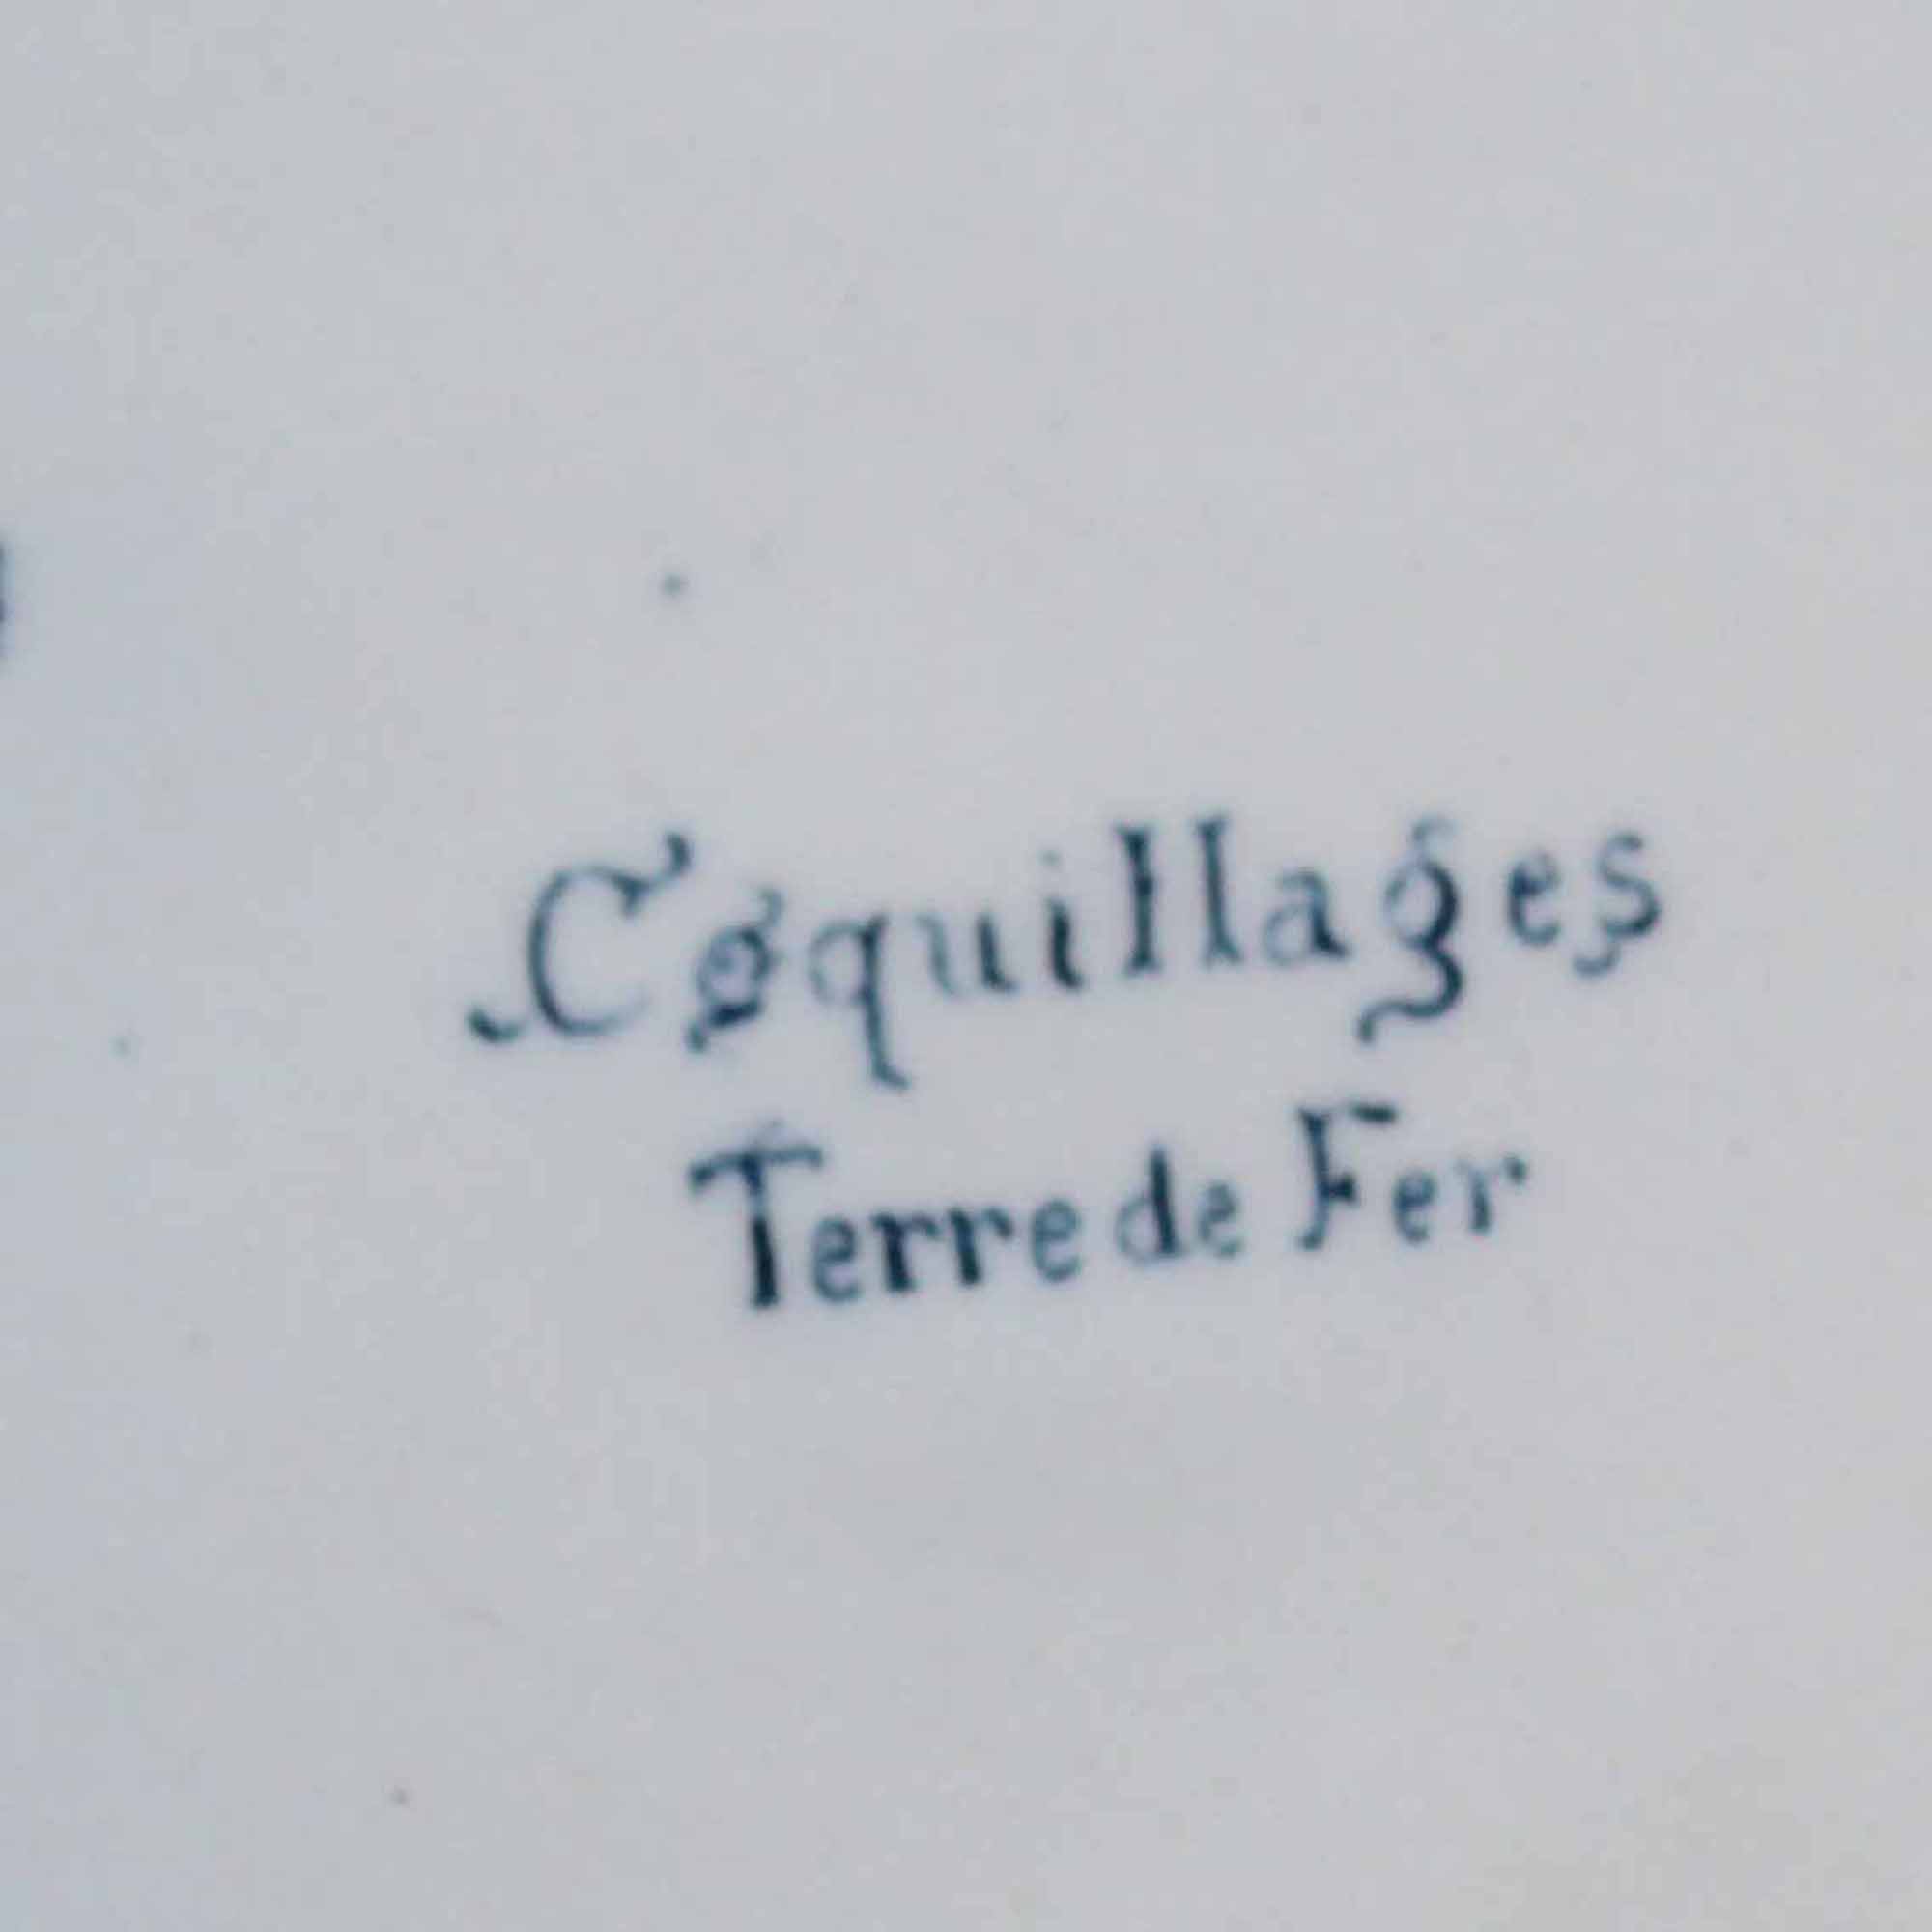 Coquillages
Terre de Fer